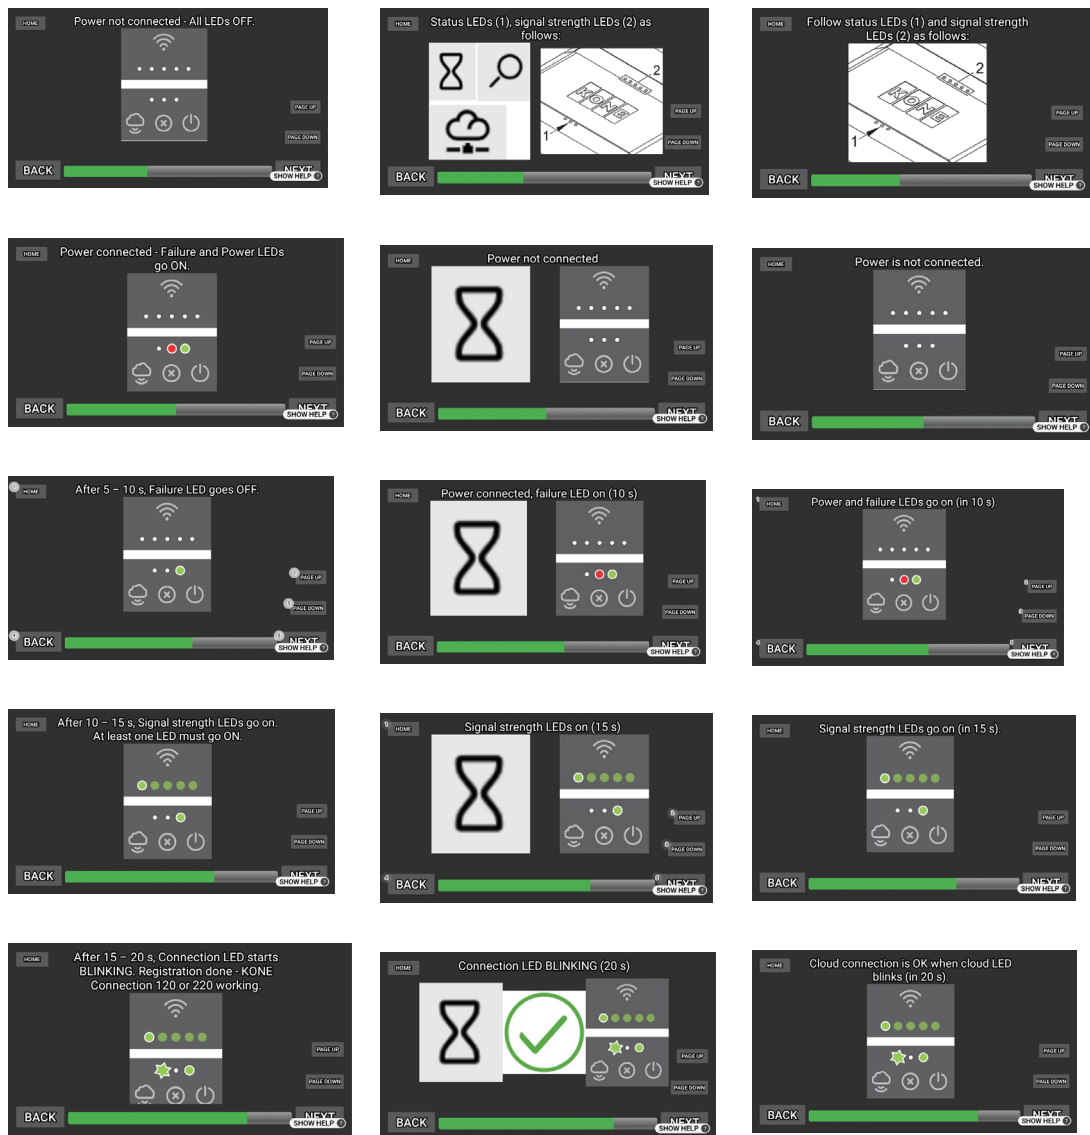 HOME
Power not connected - All LEDs OFF.
PAGE UP
PAGE DOWN
BACK
NEXT
SHOW HELP ?
HOME
Status LEDs (1), signal strength LEDs (2) as
follows:
2
KONE
1
PAGE UP
PAGE DOWN
BACK
NEXT
SHOW HELP ?
HOME
Follow status LEDs (1) and signal strength
LEDs (2) as follows:
2
KONE
1
PAGE UP
PAGE DOWN
BACK
NEXT
SHOW HELP ?
HOME
Power connected - Failure and Power LEDs
go ON.
PAGE UP
PAGE DOWN
BACK
NEXT
SHOW HELP ?
HOME
Power not connected
PAGE UP
PAGE DOWN
BACK
NEXT
SHOW HELP ?
HOME
Power is not connected.
PAGE UP
PAGE DOWN
BACK
NEXT
SHOW HELP ?
HOME
After 5 – 10 s, Failure LED goes OFF.
PAGE UP
PAGE DOWN
BACK
NEXT
SHOW HELP ?
HOME
Power connected, failure LED on (10 s)
PAGE UP
PAGE DOWN
BACK
NEXT
SHOW HELP ?
HOME
Power and failure LEDs go on (in 10 s).
PAGE UP
PAGE DOWN
BACK
NEXT
SHOW HELP ?
HOME
After 10 – 15 s, Signal strength LEDs go on.
At least one LED must go ON.
PAGE UP
PAGE DOWN
BACK
NEXT
SHOW HELP ?
HOME
Signal strength LEDs on (15 s)
PAGE UP
PAGE DOWN
BACK
NEXT
SHOW HELP ?
HOME
Signal strength LEDs go on (in 15 s).
PAGE UP
PAGE DOWN
BACK
NEXT
SHOW HELP ?
HOME
After 15 – 20 s, Connection LED starts
BLINKING. Registration done - KONE
Connection 120 or 220 working.
PAGE UP
PAGE DOWN
BACK
NEXT
SHOW HELP ?
HOME
Connection LED BLINKING (20 s)
PAGE UP
PAGE DOWN
BACK
NEXT
SHOW HELP ?
HOME
Cloud connection is OK when cloud LED
blinks (in 20 s).
PAGE UP
PAGE DOWN
BACK
NEXT
SHOW HELP ?